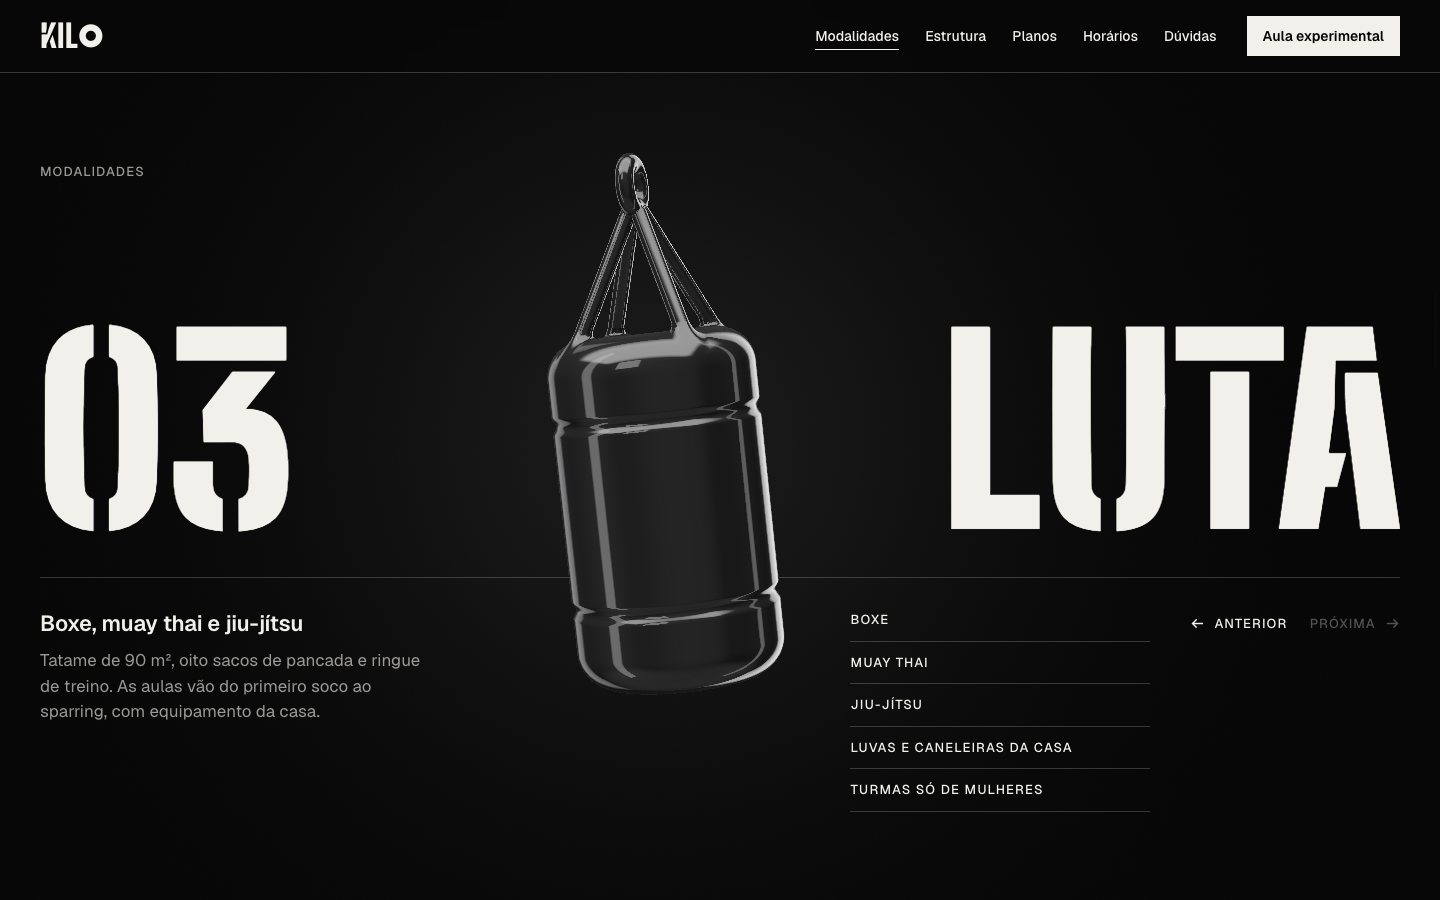 KILO
Modalidades
Estrutura
Planos
Horários
Dúvidas
Aula experimental
MODALIDADES
03
LUTA
Boxe, muay thai e jiu-jítsu
Tatame de 90 m², oito sacos de pancada e ringue
de treino. As aulas vão do primeiro soco ao
sparring, com equipamento da casa.
BOXE
MUAY THAI
JIU-JÍTSU
LUVAS E CANELEIRAS DA CASA
TURMAS SÓ DE MULHERES
← ANTERIOR
PRÓXIMA →